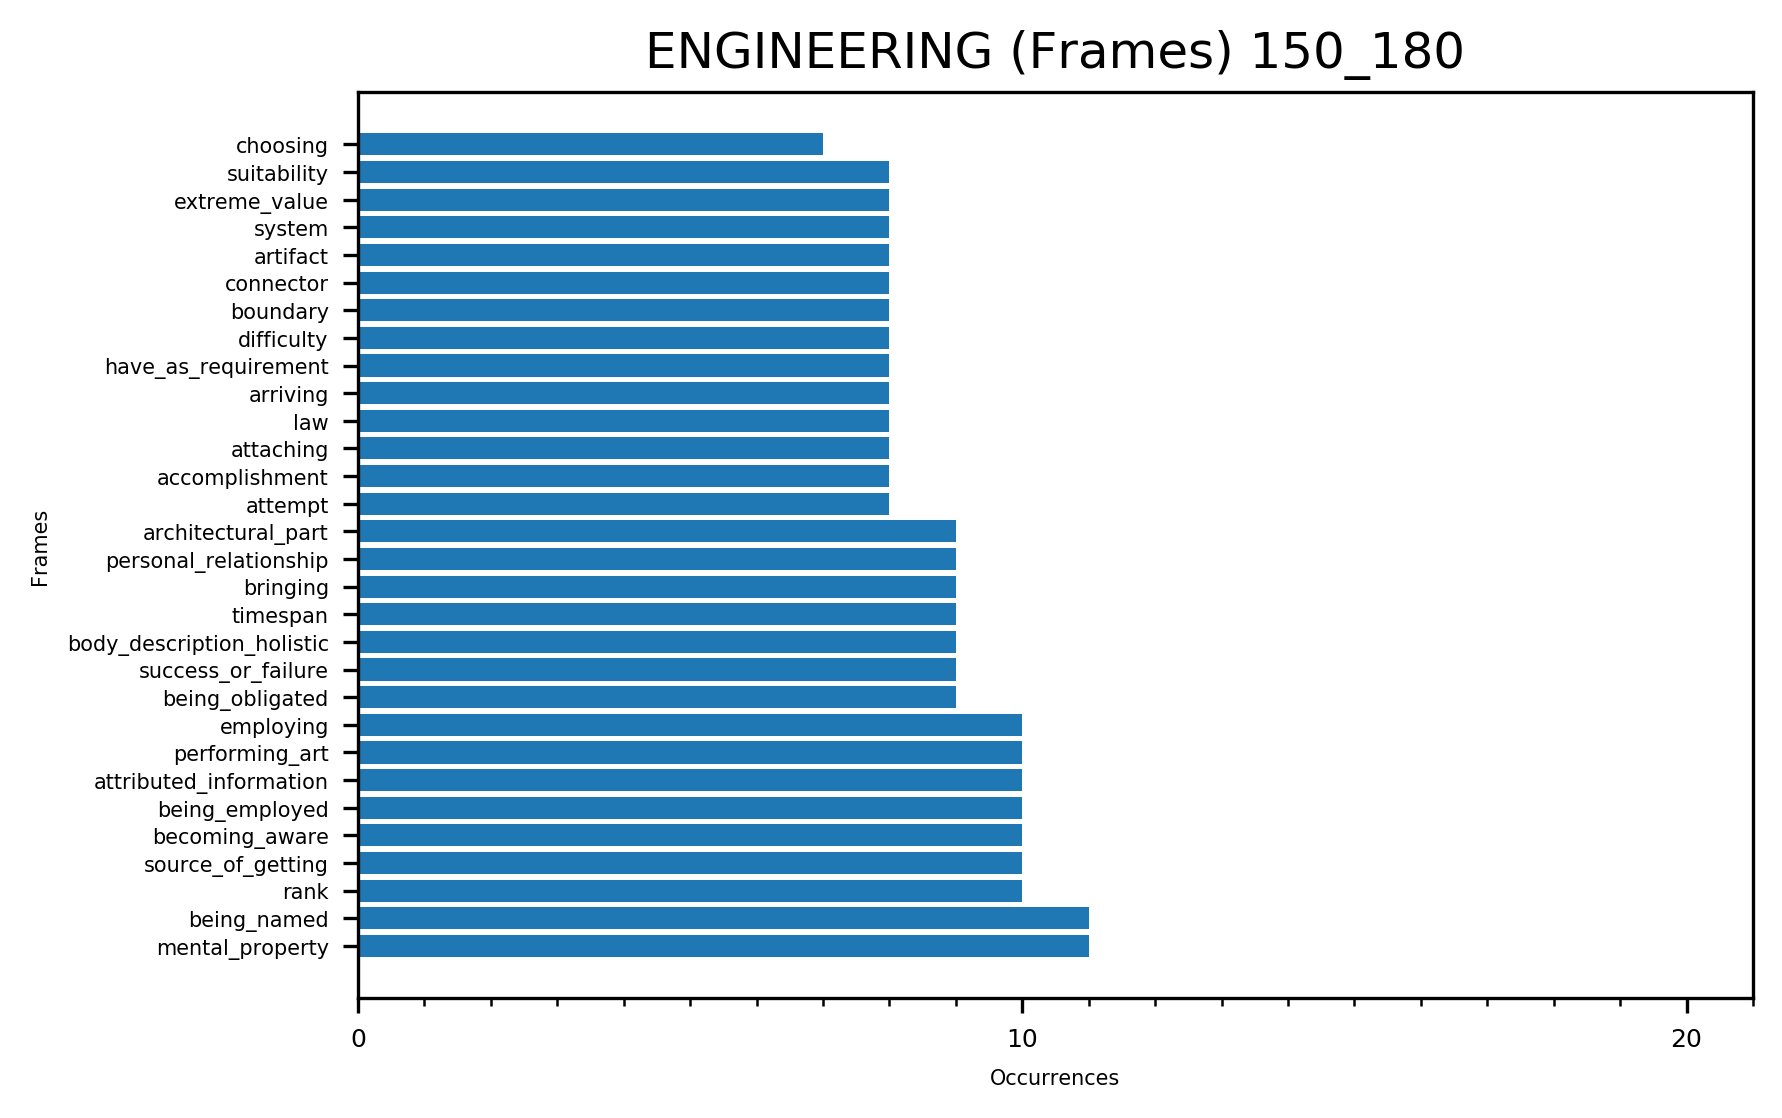 ENGINEERING (Frames) 150_180
choosing
suitability
extreme_value
system
artifact
connector
boundary
difficulty
have_as_requirement
arriving
law
attaching
accomplishment
attempt
architectural_part
personal_relationship
bringing
timespan
body_description_holistic
success_or_failure
being_obligated
employing
performing_art
attributed_information
being_employed
becoming_aware
source_of_getting
rank
being_named
mental_property
Frames
0 10 20
Occurrences